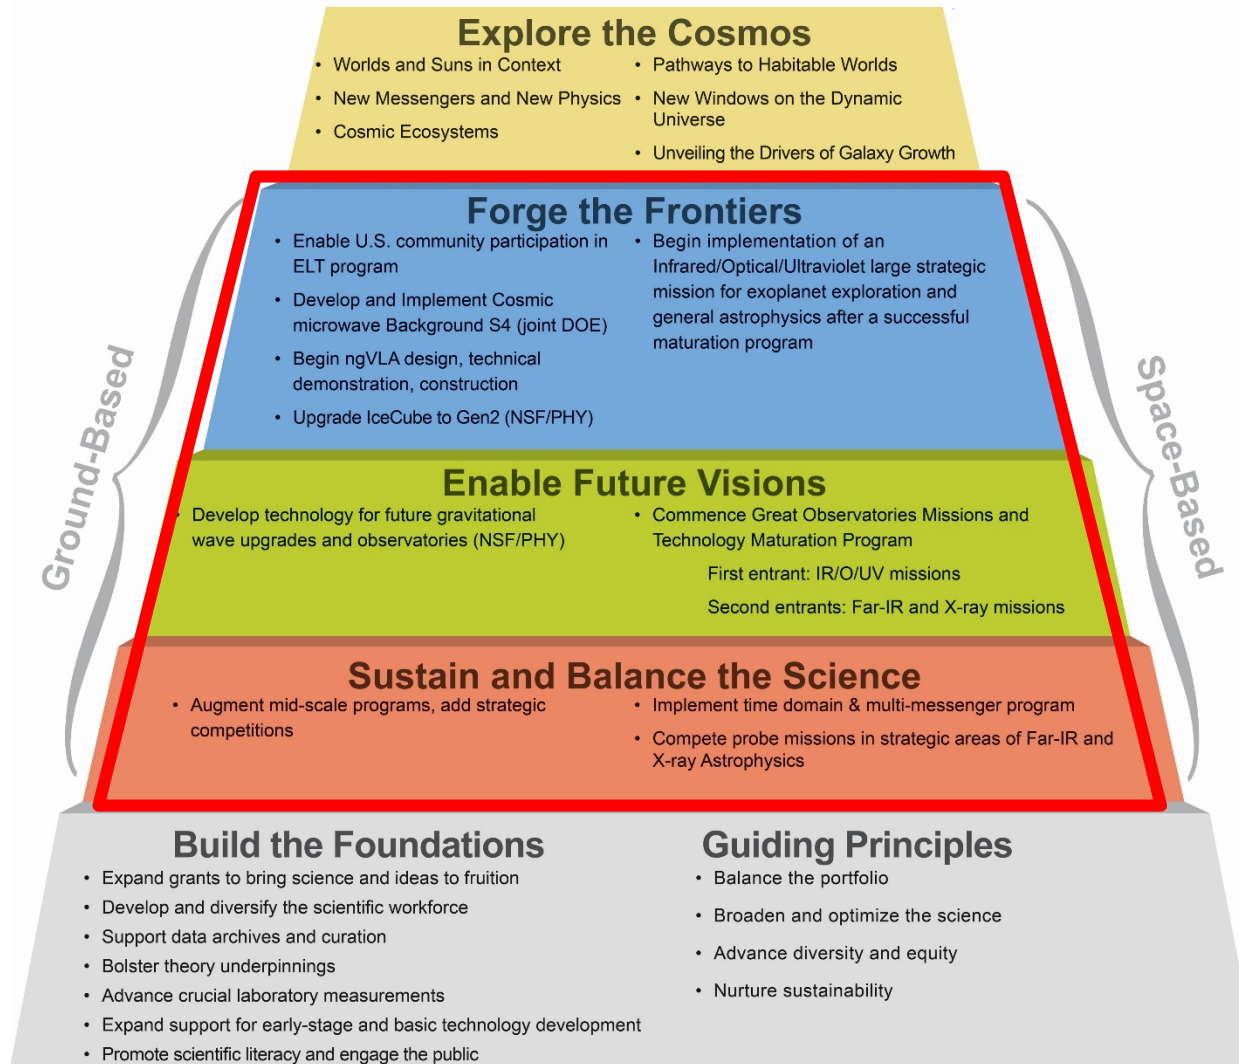 Explore the Cosmos
• Worlds and Suns in Context
• New Messengers and New Physics
• Cosmic Ecosystems
• Pathways to Habitable Worlds
• New Windows on the Dynamic
Universe
• Unveiling the Drivers of Galaxy Growth
Ground-Based
Forge the Frontiers
• Enable U.S. community participation in
ELT program
• Develop and Implement Cosmic
microwave Background S4 (joint DOE)
• Begin ngVLA design, technical
demonstration, construction
• Upgrade IceCube to Gen2 (NSF/PHY)
• Begin implementation of an
Infrared/Optical/Ultraviolet large strategic
mission for exoplanet exploration and
general astrophysics after a successful
maturation program
Space-Based
Enable Future Visions
• Develop technology for future gravitational
wave upgrades and observatories (NSF/PHY)
• Commence Great Observatories Missions and
Technology Maturation Program
First entrant: IR/O/UV missions
Second entrants: Far-IR and X-ray missions
Sustain and Balance the Science
• Augment mid-scale programs, add strategic
competitions
• Implement time domain & multi-messenger program
• Compete probe missions in strategic areas of Far-IR and
X-ray Astrophysics
Build the Foundations
• Expand grants to bring science and ideas to fruition
• Develop and diversify the scientific workforce
• Support data archives and curation
• Bolster theory underpinnings
• Advance crucial laboratory measurements
• Expand support for early-stage and basic technology development
• Promote scientific literacy and engage the public
Guiding Principles
• Balance the portfolio
• Broaden and optimize the science
• Advance diversity and equity
• Nurture sustainability